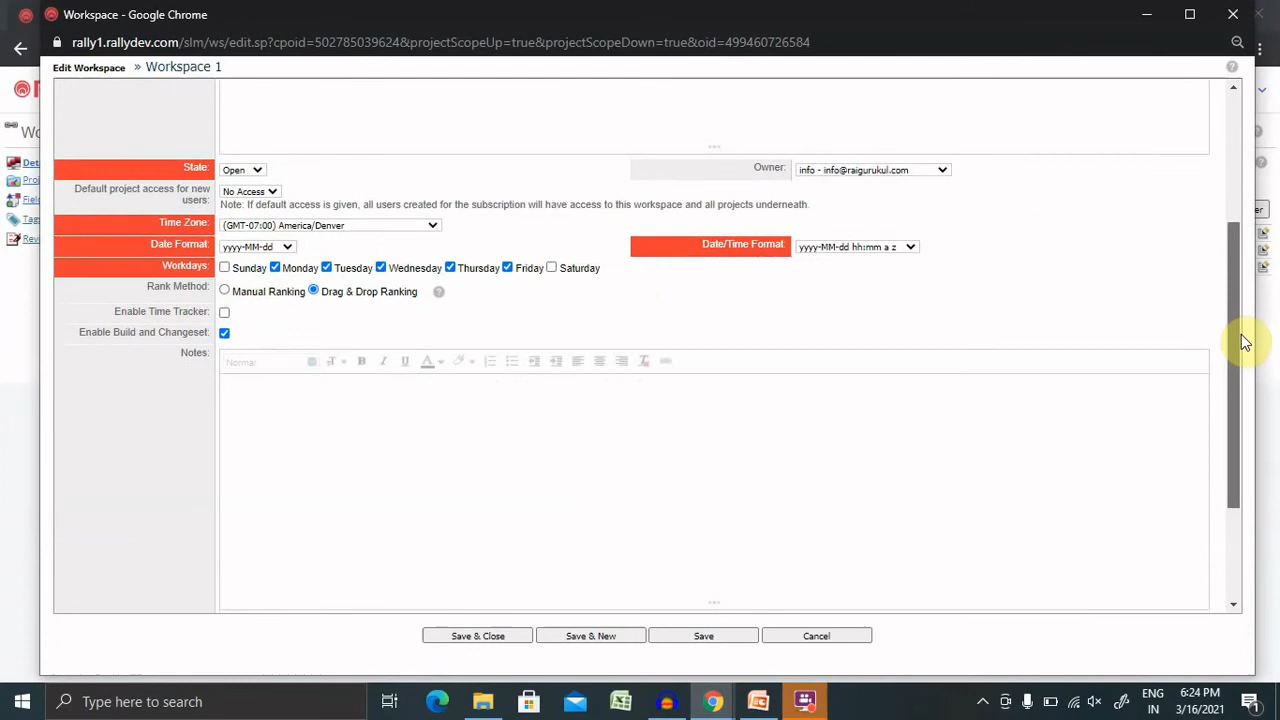 Workspace - Google Chrome
rally1.rallydev.com/slm/ws/edit.sp?cpoid=502785039624&projectScopeUp=true&projectScopeDown=true&oid=499460726584
Edit Workspace » Workspace 1
State: Open Owner: info - info@raigurukul.com
Default project access for new users: No Access
Note: If default access is given, all users created for the subscription will have access to this workspace and all projects underneath.
Time Zone: (GMT-07:00) America/Denver
Date Format: yyyy-MM-dd Date/Time Format: yyyy-MM-dd hh:mm a z
Workdays: Sunday Monday Tuesday Wednesday Thursday Friday Saturday
Rank Method: Manual Ranking Drag & Drop Ranking
Enable Time Tracker:
Enable Build and Changeset:
Notes: Normal
Save & Close Save & New Save Cancel
Type here to search
ENG 6:24 PM
IN 3/16/2021